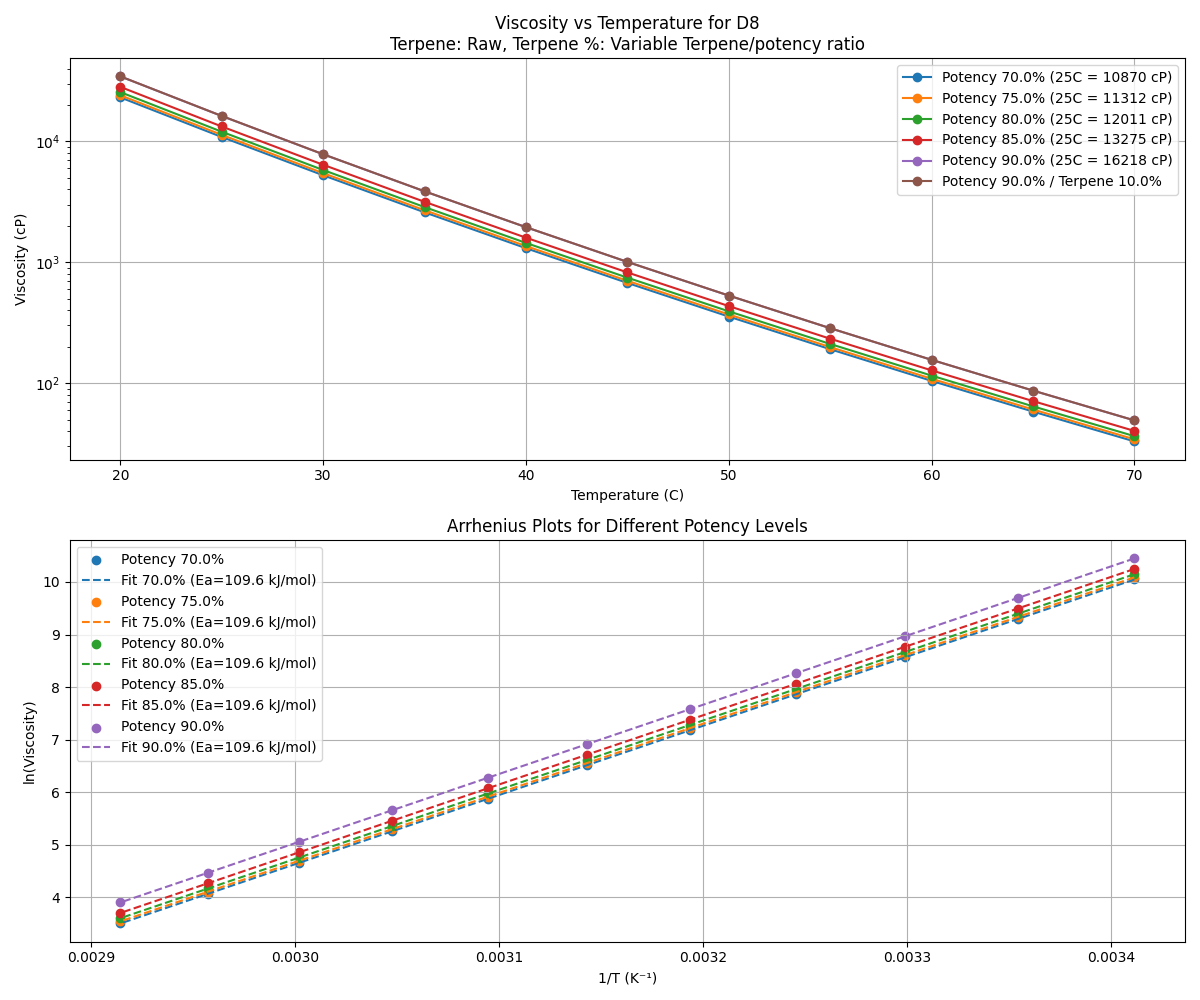 Viscosity vs Temperature for D8
Terpene: Raw, Terpene %: Variable Terpene/potency ratio
Potency 70.0% (25C = 10870 cP)
Potency 75.0% (25C = 11312 cP)
Potency 80.0% (25C = 12011 cP)
Potency 85.0% (25C = 13275 cP)
Potency 90.0% (25C = 16218 cP)
Potency 90.0% / Terpene 10.0%
Viscosity (cP)
10⁴
10³
10²
20 30 40 50 60 70
Temperature (C)
Arrhenius Plots for Different Potency Levels
Potency 70.0%
Fit 70.0% (Ea=109.6 kJ/mol)
Potency 75.0%
Fit 75.0% (Ea=109.6 kJ/mol)
Potency 80.0%
Fit 80.0% (Ea=109.6 kJ/mol)
Potency 85.0%
Fit 85.0% (Ea=109.6 kJ/mol)
Potency 90.0%
Fit 90.0% (Ea=109.6 kJ/mol)
ln(Viscosity)
10
9
8
7
6
5
4
0.0029 0.0030 0.0031 0.0032 0.0033 0.0034
1/T (K⁻¹)